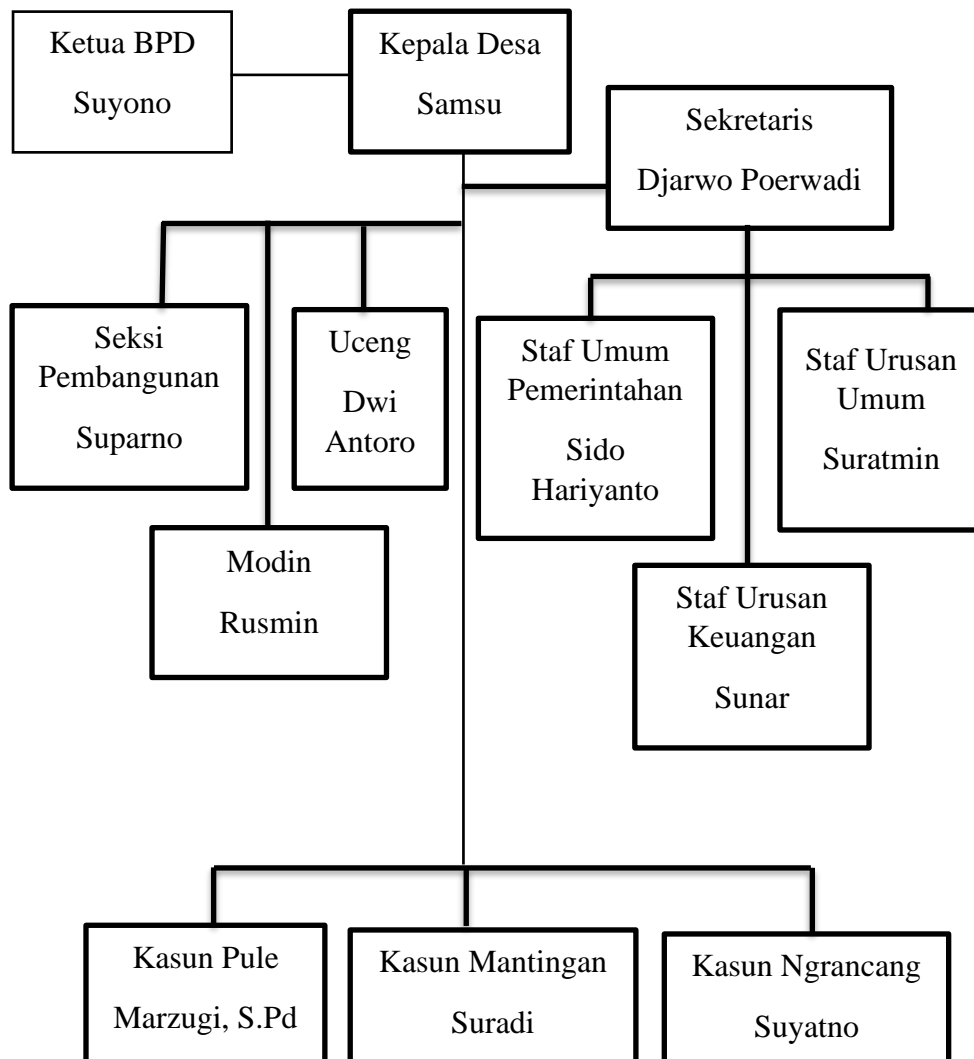 Ketua BPD
Suyono
Kepala Desa
Samsu
Sekretaris
Djarwo Poerwadi
Seksi
Pembangunan
Suparno
Uceng
Dwi
Antoro
Staf Umum
Pemerintahan
Sido
Hariyanto
Staf Urusan
Umum
Suratmin
Modin
Rusmin
Staf Urusan
Keuangan
Sunar
Kasun Pule
Marzugi, S.Pd
Kasun Mantingan
Suradi
Kasun Ngrancang
Suyatno